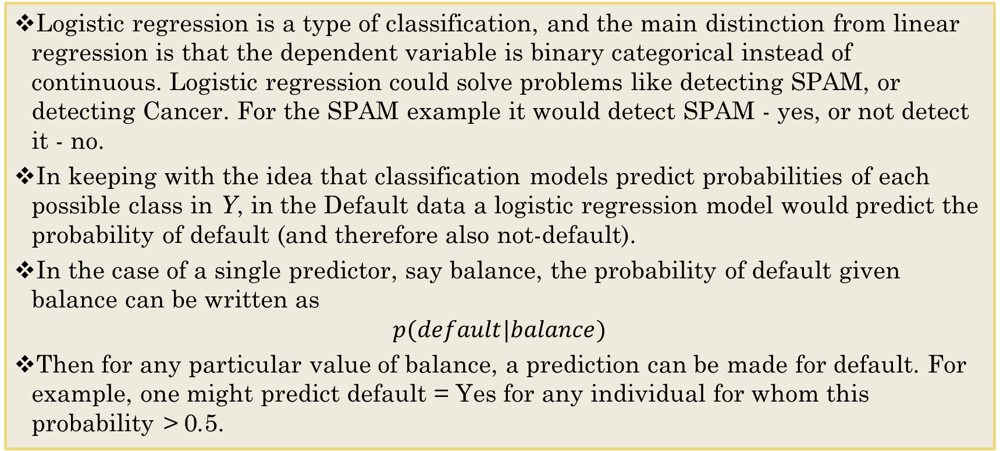 ❖Logistic regression is a type of classification, and the main distinction from linear
regression is that the dependent variable is binary categorical instead of
continuous. Logistic regression could solve problems like detecting SPAM, or
detecting Cancer. For the SPAM example it would detect SPAM - yes, or not detect
it - no.
❖In keeping with the idea that classification models predict probabilities of each
possible class in Y, in the Default data a logistic regression model would predict the
probability of default (and therefore also not-default).
❖In the case of a single predictor, say balance, the probability of default given
balance can be written as
p(default|balance)
❖Then for any particular value of balance, a prediction can be made for default. For
example, one might predict default = Yes for any individual for whom this
probability > 0.5.